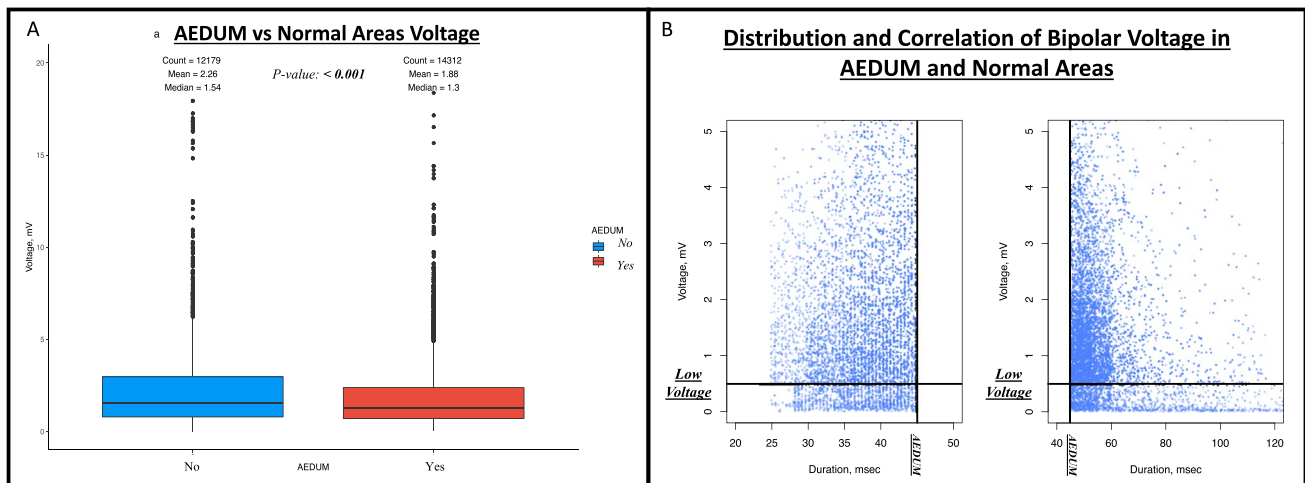 A
a AEDUM vs Normal Areas Voltage
Count = 12179
Mean = 2.26
Median = 1.54
P-value: < 0.001
Count = 14312
Mean = 1.88
Median = 1.3
20
15
10
5
0
Voltage, mV
No
AEDUM
Yes
AEDUM
No
Yes
B
Distribution and Correlation of Bipolar Voltage in
AEDUM and Normal Areas
5
4
3
2
1
0
Voltage, mV
Low
Voltage
20 25 30 35 40 45 50
AEDUM
Duration, msec
5
4
3
2
1
0
Voltage, mV
Low
Voltage
40 60 80 100 120
AEDUM
Duration, msec